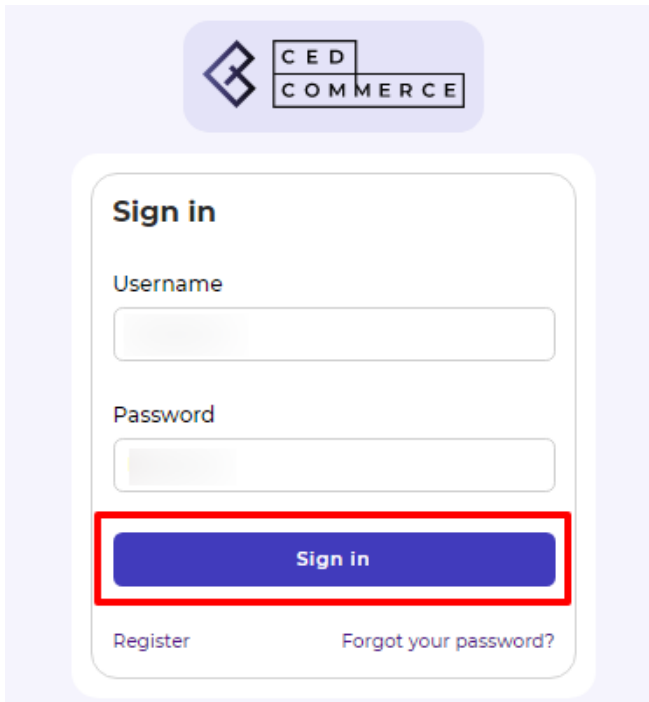 CED
COMMERCE
Sign in
Username
Password
Sign in
Register Forgot your password?